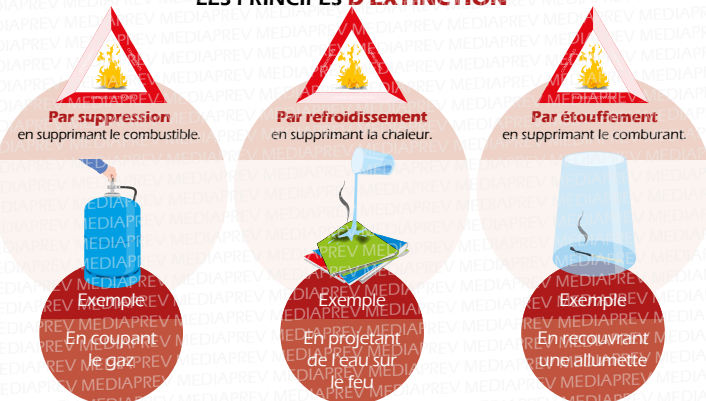 LES PRINCIPES D'EXTINCTION
Par suppression
en supprimant le combustible.
Exemple
En coupant
le gaz
Par refroidissement
en supprimant la chaleur.
Exemple
En projetant
de l'eau sur
le feu
Par étouffement
en supprimant le comburant.
Exemple
En recouvrant
une allumette
MEDIAPREV